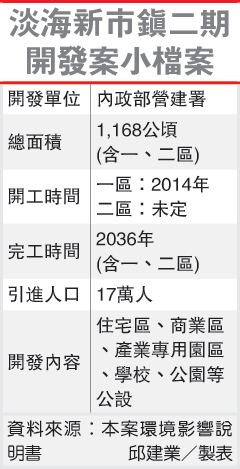 淡海新市鎮二期
開發案小檔案
開發單位 內政部營建署
總面積 1,168公頃
(含一、二區)
開工時間 一區：2014年
二區：未定
完工時間 2036年
(含一、二區)
引進人口 17萬人
開發內容 住宅區、商業區
、產業專用園區
、學校、公園等
公設
資料來源：本案環境影響說
明書 邱建業／製表